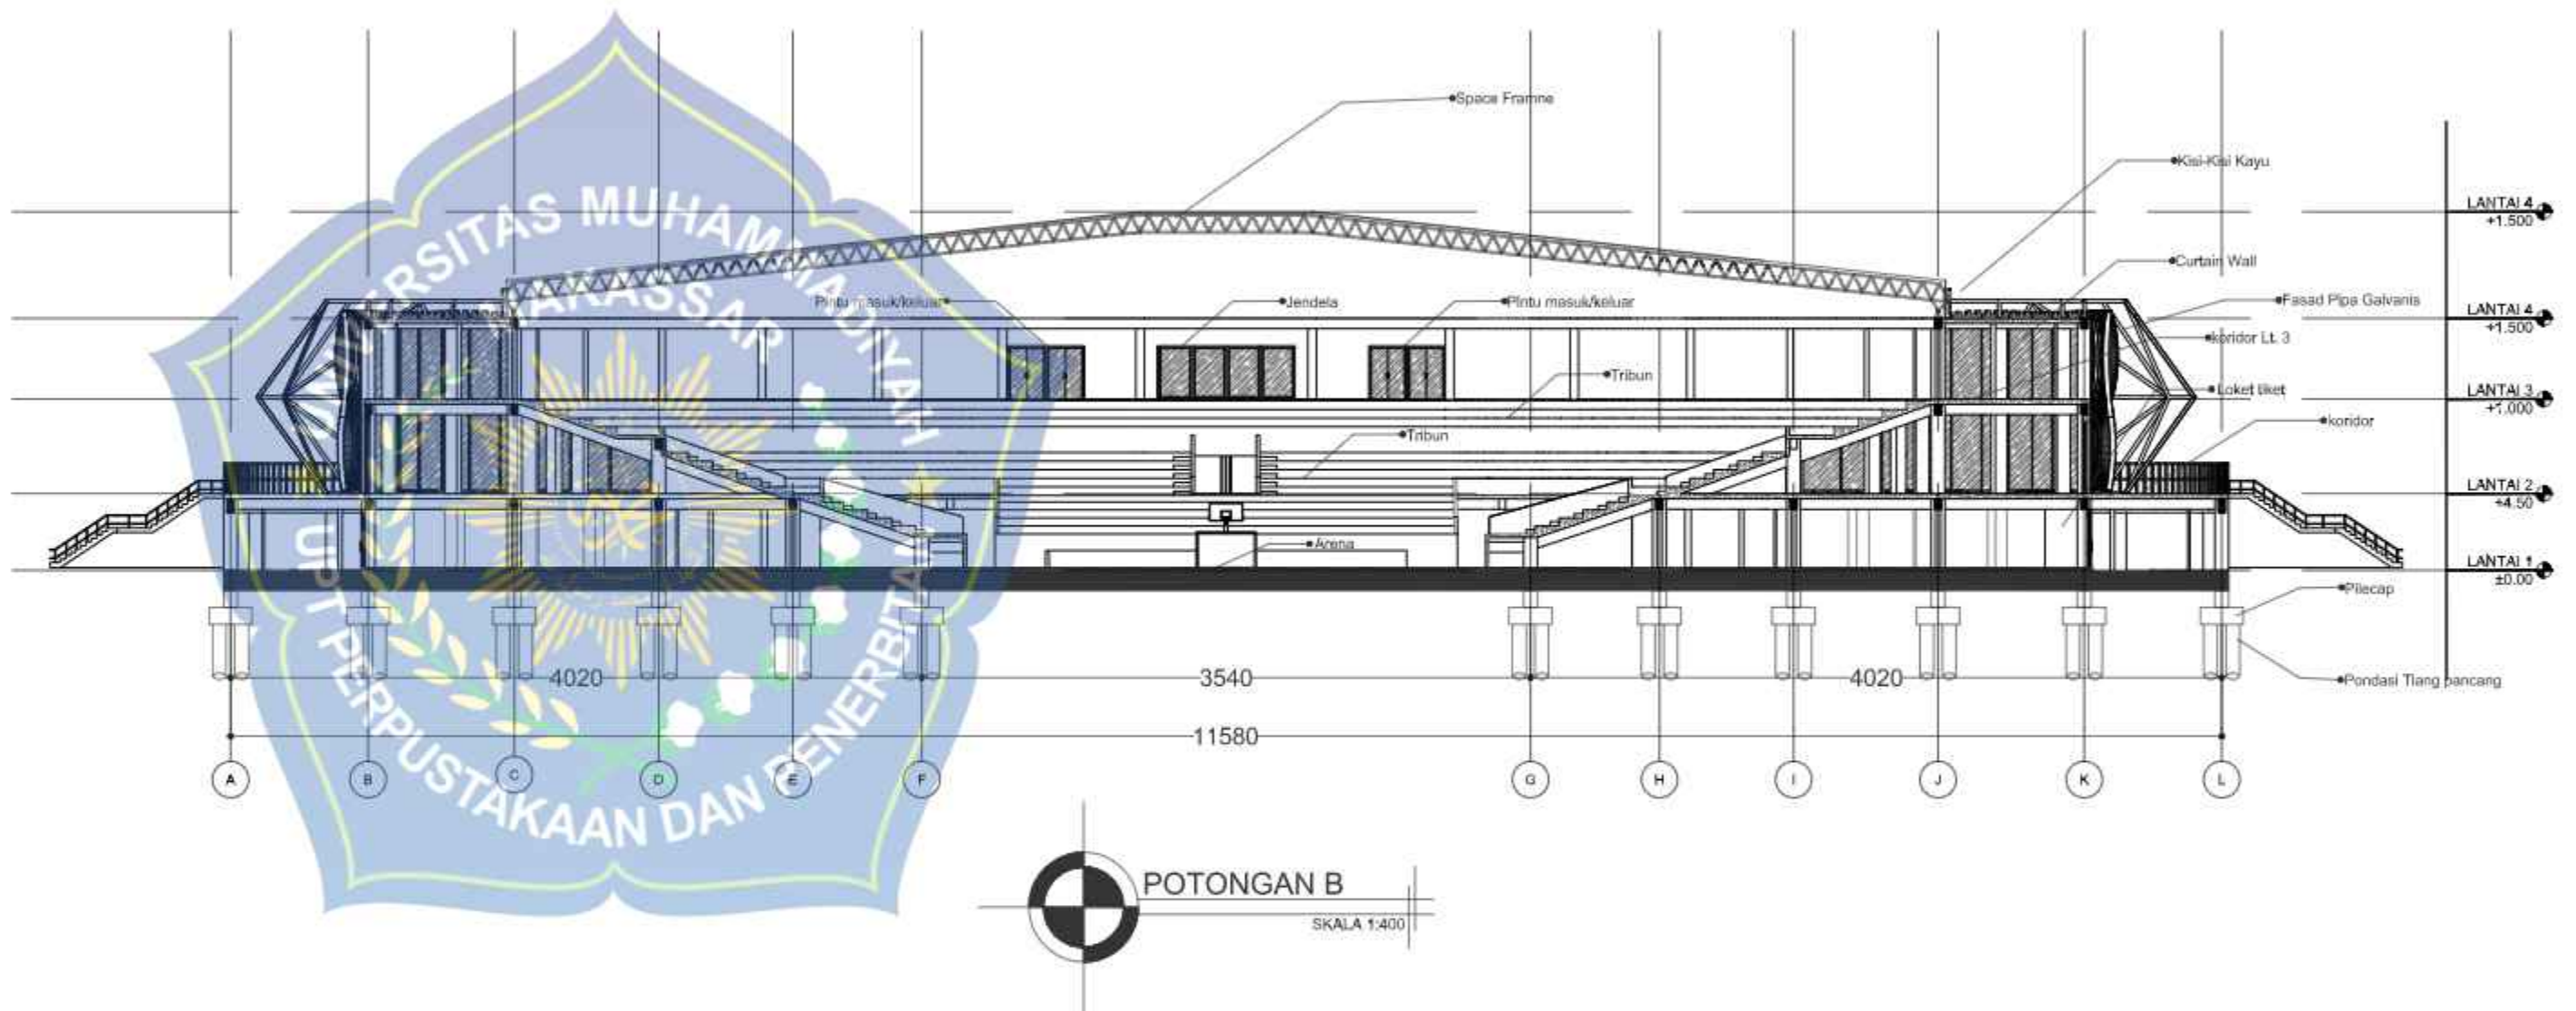 Space Framne
Kisi-Kisi Kayu
LANTAI 4
+1.500
Curtain Wall
Pintu masuk/keluar
Jendela
Pintu masuk/keluar
Fasad Pipa Galvanis
LANTAI 4
+1.500
koridor Lt. 3
Tribun
Loket tiket
LANTAI 3
+1.000
koridor
Tribun
LANTAI 2
+4.50
Arena
LANTAI 1
±0.00
Pilecap
Pondasi Tiang pancang
4020
3540
4020
11580
A B C D E F G H I J K L
POTONGAN B
SKALA 1:400
UNIVERSITAS MUHAMMADIYAH
MAKASSAR
UPT PERPUSTAKAAN DAN PENERBITAN